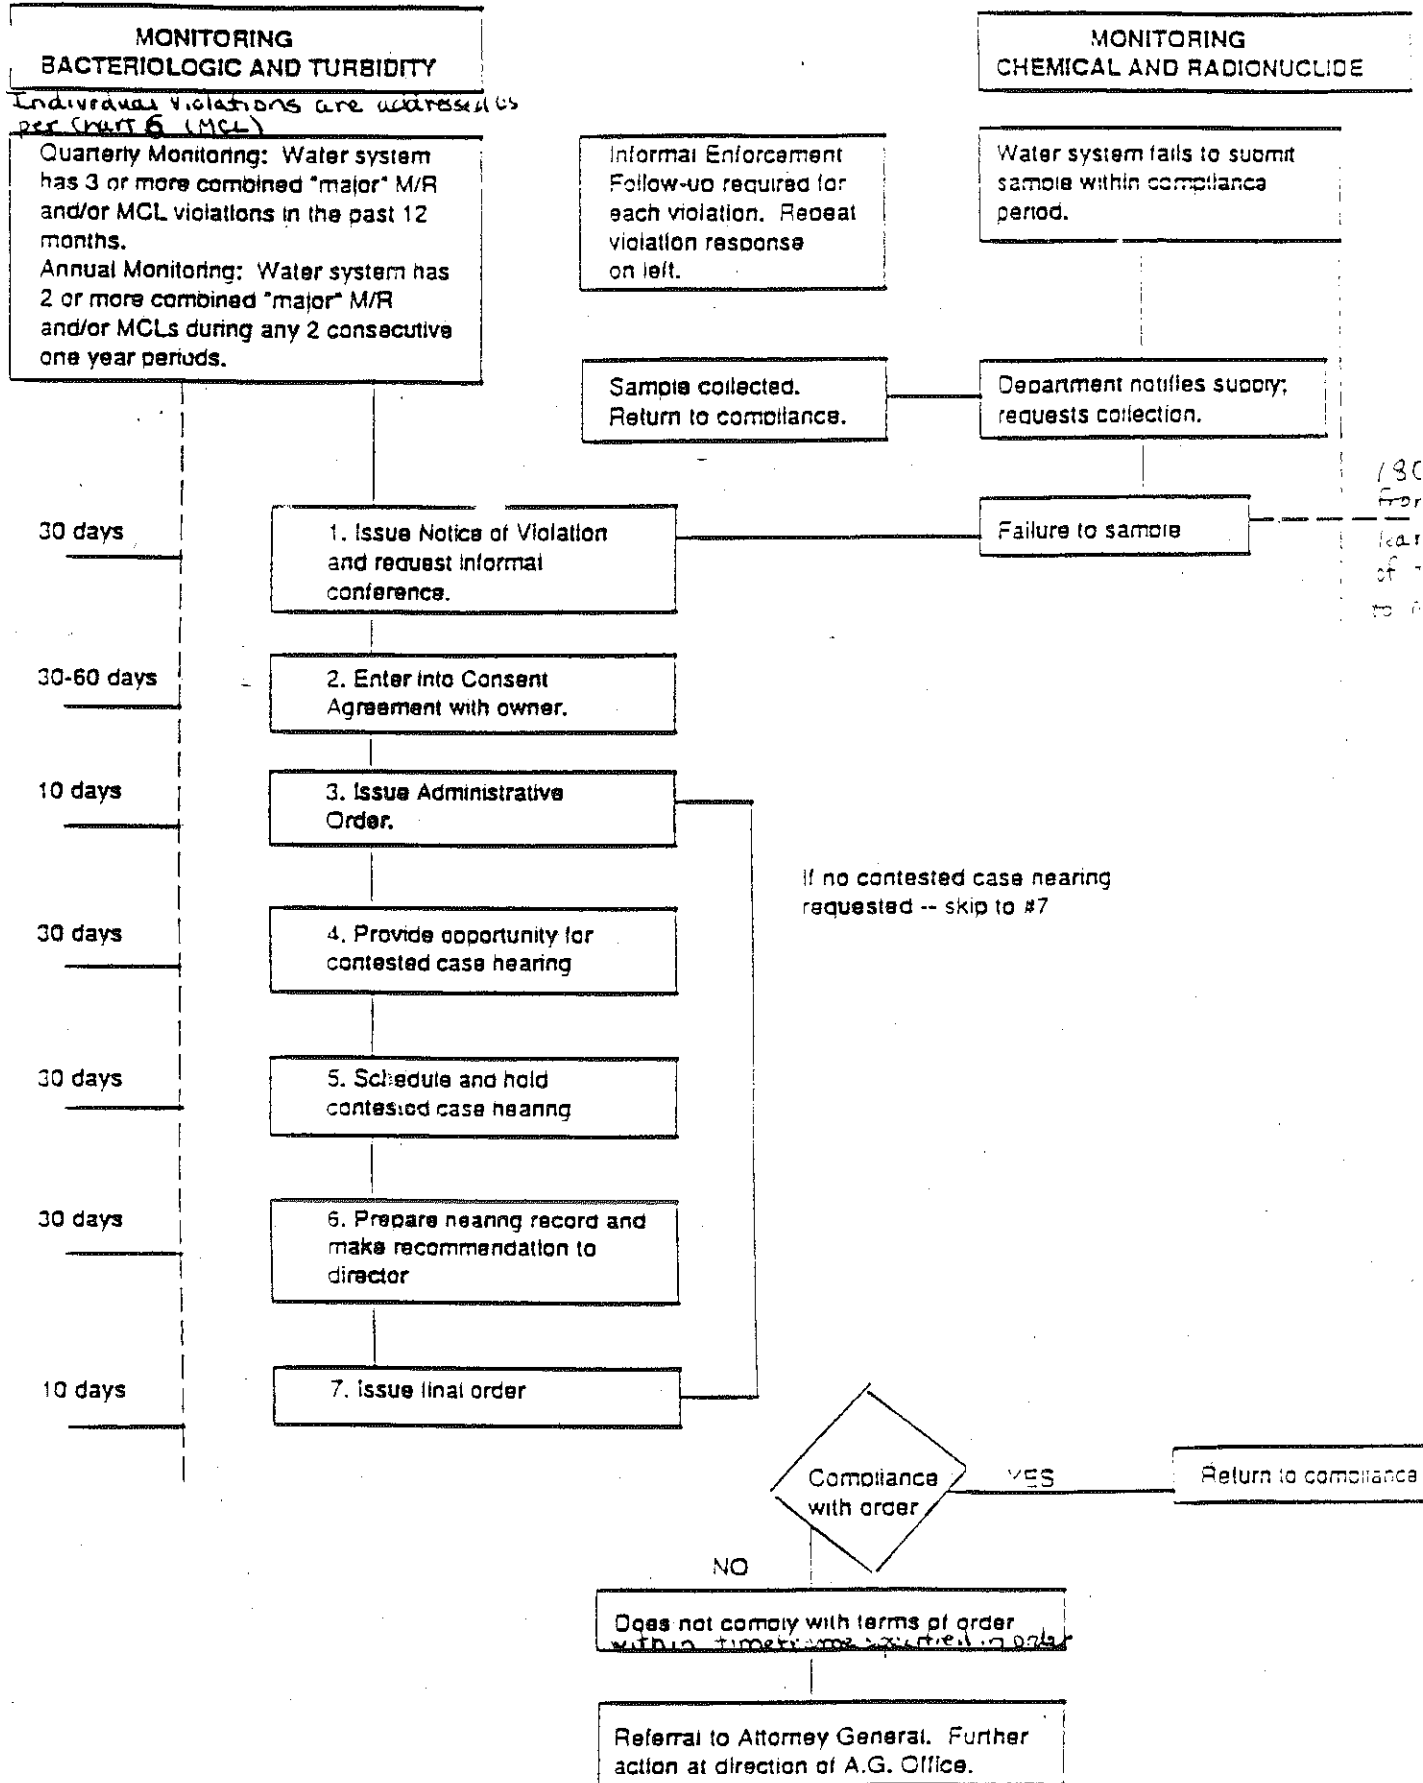 MONITORING
BACTERIOLOGIC AND TURBIDITY
Individual Violations are addressed as
per Chart 6 (MCL)
Quarterly Monitoring: Water system
has 3 or more combined "major" M/R
and/or MCL violations in the past 12
months.
Annual Monitoring: Water system has
2 or more combined "major" M/R
and/or MCLs during any 2 consecutive
one year periods.
Informal Enforcement
Follow-up required for
each violation. Repeat
violation response
on left.
MONITORING
CHEMICAL AND RADIONUCLIDE
Water system fails to submit
sample within compliance
period.
Sample collected.
Return to compliance.
Department notifies supply;
requests collection.
Failure to sample
180
of
to
30 days
1. Issue Notice of Violation
and request informal
conference.
30-60 days
2. Enter into Consent
Agreement with owner.
10 days
3. Issue Administrative
Order.
If no contested case hearing
requested -- skip to #7
30 days
4. Provide opportunity for
contested case hearing
30 days
5. Schedule and hold
contested case hearing
30 days
6. Prepare hearing record and
make recommendation to
director
10 days
7. Issue final order
Compliance
with order
YES
Return to compliance
NO
Does not comply with terms of order
within timeframe specified in order
Referral to Attorney General. Further
action at direction of A.G. Office.